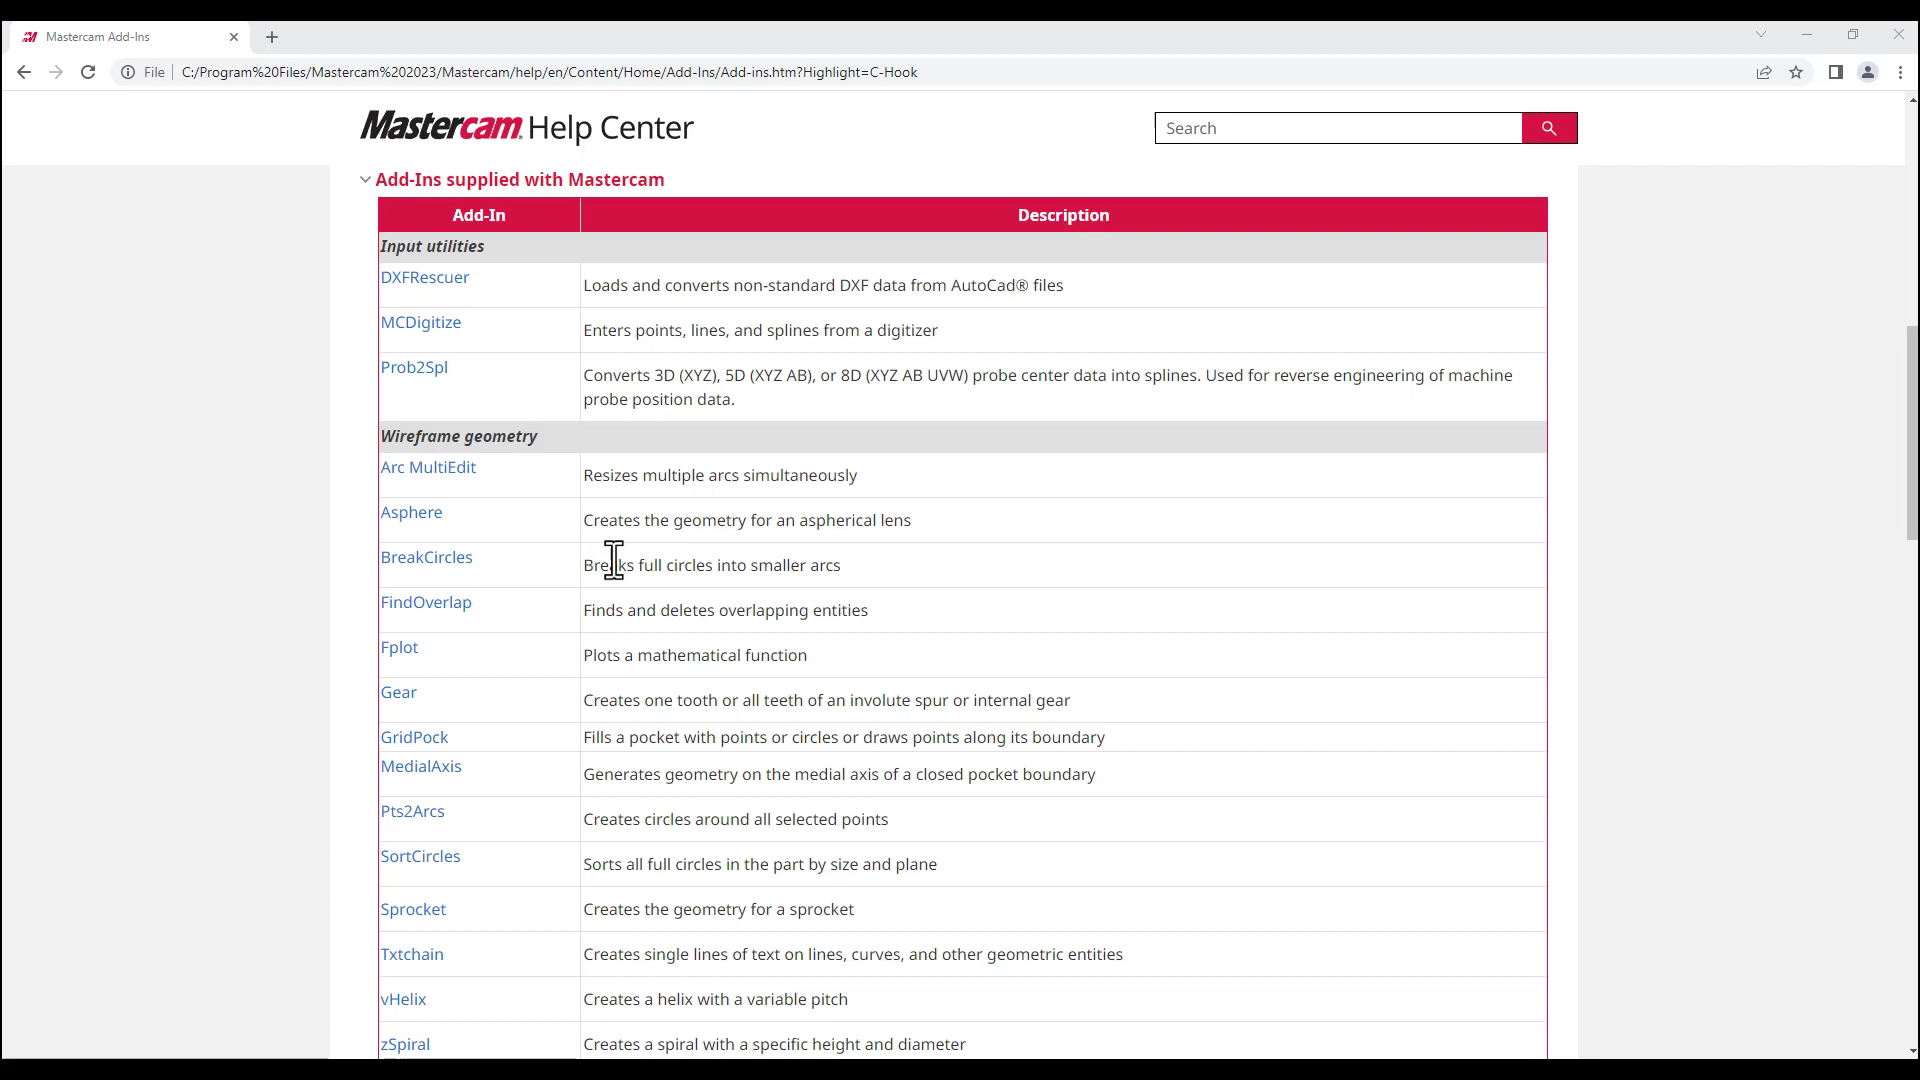 Mastercam Add-Ins
File
C:/Program%20Files/Mastercam%202023/Mastercam/help/en/Content/Home/Add-Ins/Add-ins.htm?Highlight=C-Hook
Mastercam. Help Center
Search
Add-Ins supplied with Mastercam
Add-In Description
Input utilities
DXFRescuer
Loads and converts non-standard DXF data from AutoCad® files
MCDigitize
Enters points, lines, and splines from a digitizer
Prob2Spl
Converts 3D (XYZ), 5D (XYZ AB), or 8D (XYZ AB UVW) probe center data into splines. Used for reverse engineering of machine
probe position data.
Wireframe geometry
Arc MultiEdit
Resizes multiple arcs simultaneously
Asphere
Creates the geometry for an aspherical lens
BreakCircles
Breaks full circles into smaller arcs
FindOverlap
Finds and deletes overlapping entities
Fplot
Plots a mathematical function
Gear
Creates one tooth or all teeth of an involute spur or internal gear
GridPock
Fills a pocket with points or circles or draws points along its boundary
MedialAxis
Generates geometry on the medial axis of a closed pocket boundary
Pts2Arcs
Creates circles around all selected points
SortCircles
Sorts all full circles in the part by size and plane
Sprocket
Creates the geometry for a sprocket
Txtchain
Creates single lines of text on lines, curves, and other geometric entities
vHelix
Creates a helix with a variable pitch
zSpiral
Creates a spiral with a specific height and diameter